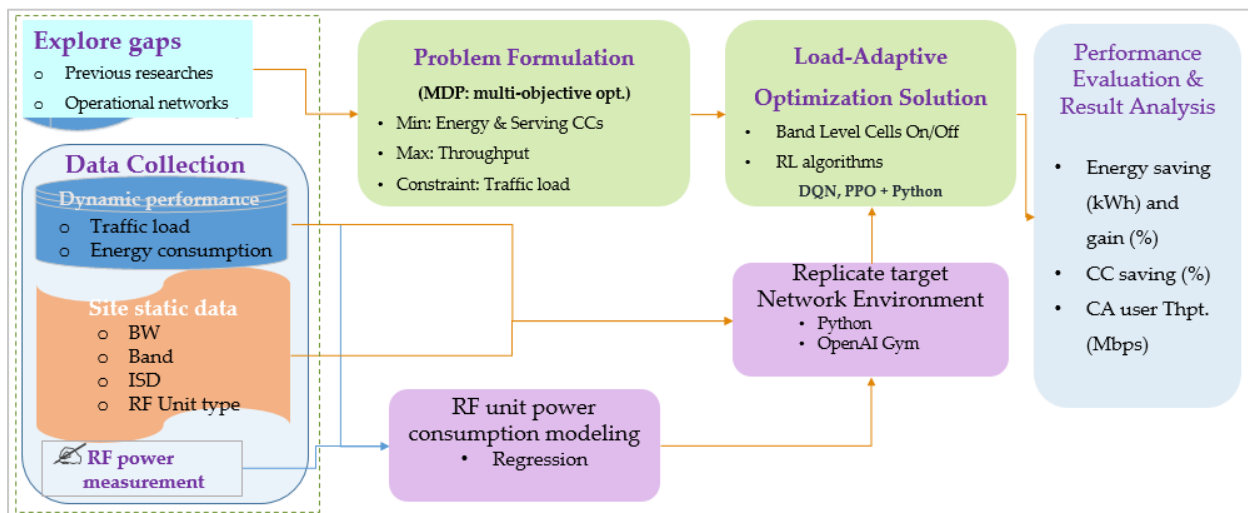 Explore gaps
o Previous researches
o Operational networks
Data Collection
Dynamic performance
o Traffic load
o Energy consumption
Site static data
o BW
o Band
o ISD
o RF Unit type
RF power
measurement
Problem Formulation
(MDP: multi-objective opt.)
• Min: Energy & Serving CCs
• Max: Throughput
• Constraint: Traffic load
Load-Adaptive
Optimization Solution
• Band Level Cells On/Off
• RL algorithms
DQN, PPO + Python
Replicate target
Network Environment
• Python
• OpenAI Gym
RF unit power
consumption modeling
• Regression
Performance
Evaluation &
Result Analysis
• Energy saving
(kWh) and
gain (%)
• CC saving (%)
• CA user Thpt.
(Mbps)